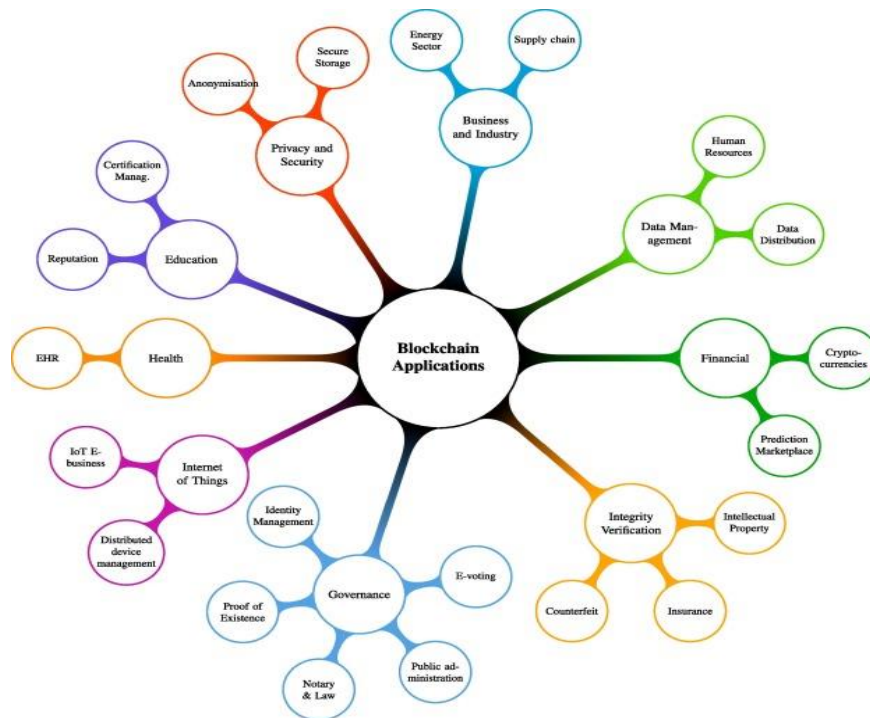 Blockchain
Applications
Business
and Industry
Energy
Sector
Supply chain
Data Man-
agement
Human
Resources
Data
Distribution
Financial
Crypto-
currencies
Prediction
Marketplace
Integrity
Verification
Intellectual
Property
Insurance
Counterfeit
Governance
E-voting
Public ad-
ministration
Notary
& Law
Proof of
Existence
Identity
Management
Internet
of Things
Distributed
device
management
IoT E-
business
Health
EHR
Education
Reputation
Certification
Manag.
Privacy and
Security
Anonymisation
Secure
Storage